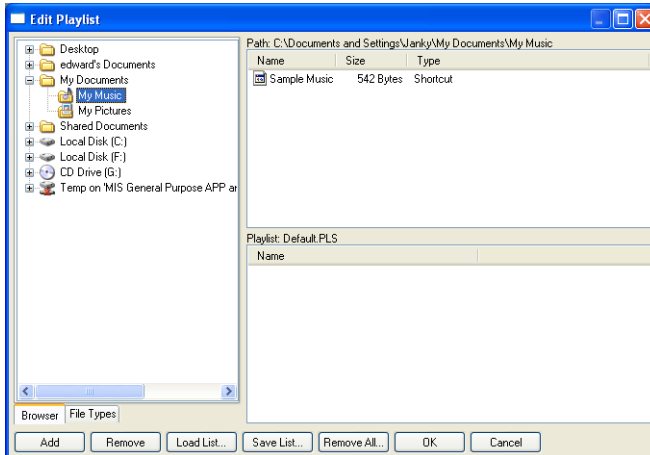 Edit Playlist
Desktop
edward's Documents
My Documents
My Music
My Pictures
Shared Documents
Local Disk (C:)
Local Disk (F:)
CD Drive (G:)
Temp on 'MIS General Purpose APP ar
Browser File Types
Path: C:\Documents and Settings\Janky\My Documents\My Music
Name Size Type
Sample Music 542 Bytes Shortcut
Playlist: Default.PLS
Name
Add Remove Load List... Save List... Remove All... OK Cancel